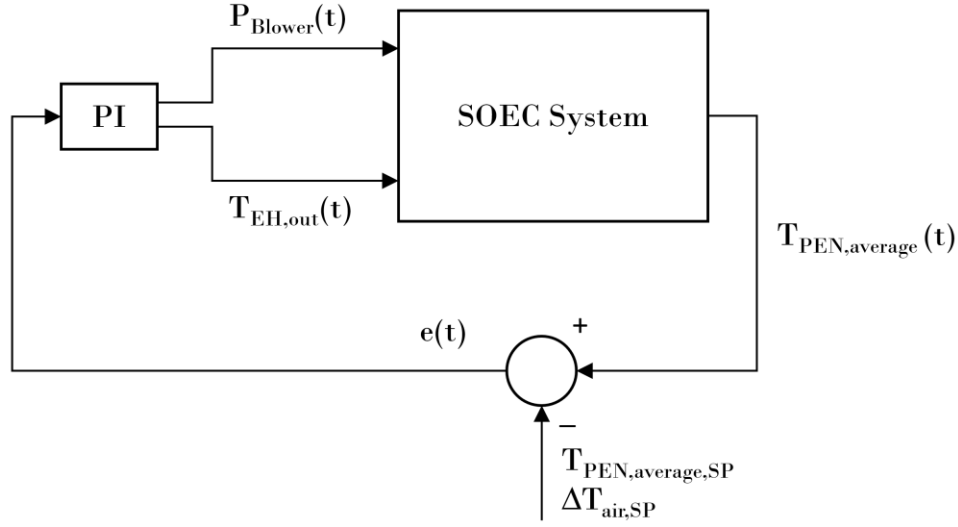 P_Blower(t)
PI
SOEC System
T_EH,out(t)
T_PEN,average(t)
e(t)
+
−
T_PEN,average,SP
ΔT_air,SP